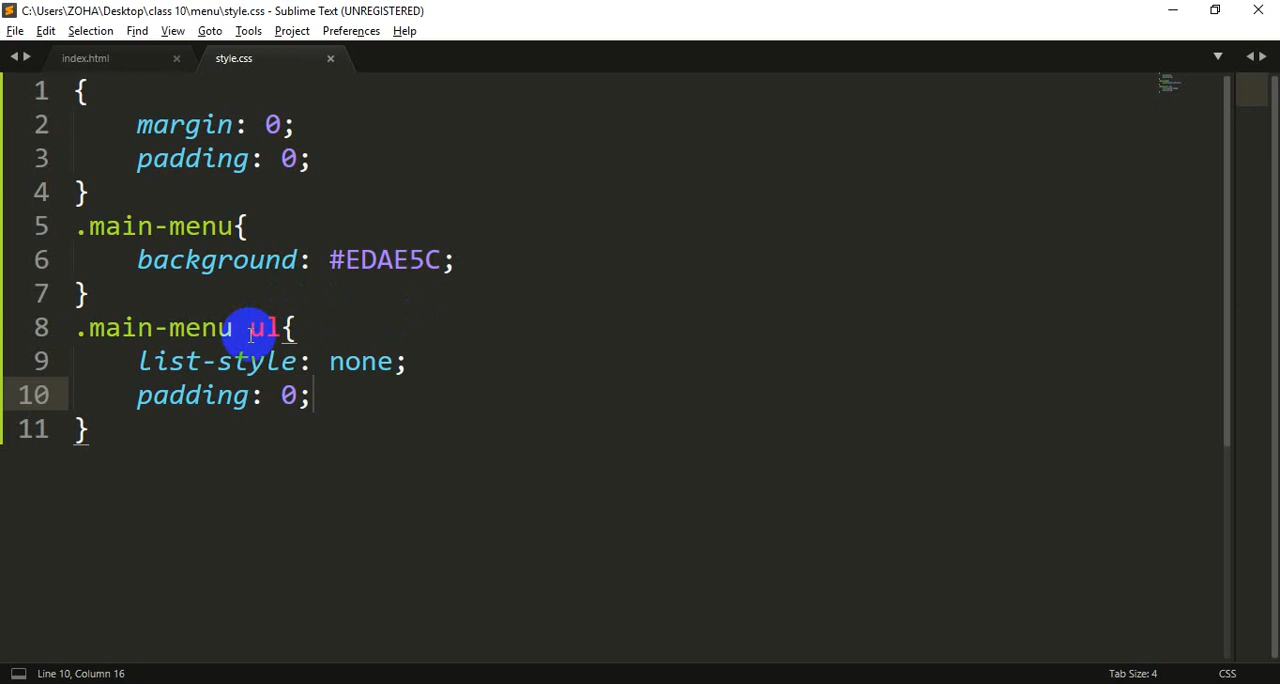 C:\Users\ZOHA\Desktop\class 10\menu\style.css - Sublime Text (UNREGISTERED)
File Edit Selection Find View Goto Tools Project Preferences Help
index.html style.css
1 {
2 margin: 0;
3 padding: 0;
4 }
5 .main-menu{
6 background: #EDAE5C;
7 }
8 .main-menu ul{
9 list-style: none;
10 padding: 0;
11 }
Line 10, Column 16 Tab Size: 4 CSS